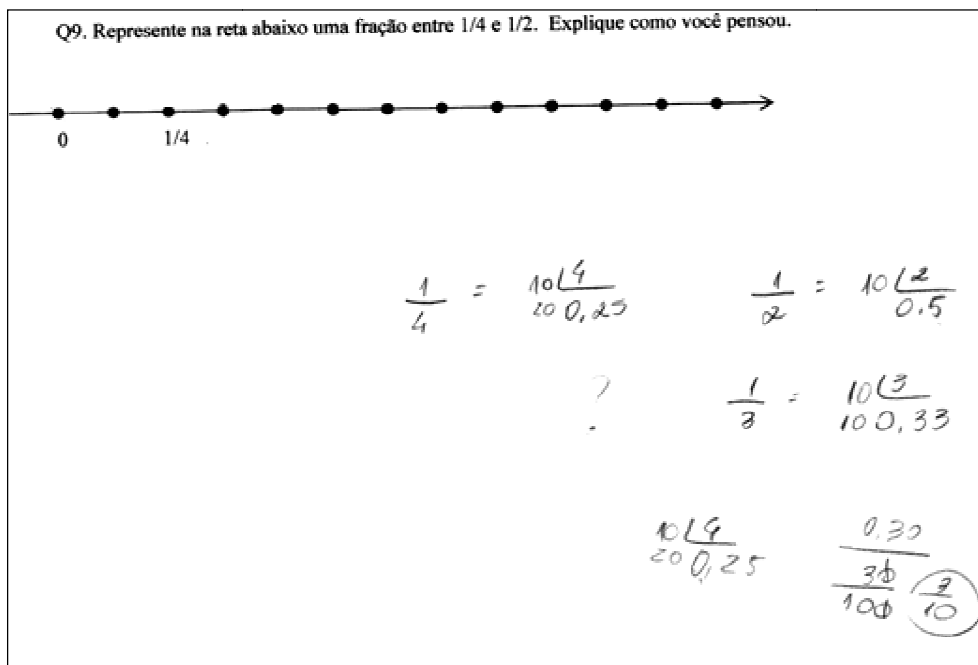 Q9. Represente na reta abaixo uma fração entre 1/4 e 1/2. Explique como você pensou.
0 1/4
1/4 = 10 4 1/2 = 10 2
20 0,25 0.5
? 1/3 = 10 3
10 0,33
10 4 0.30
20 0,25 30/100 3/10